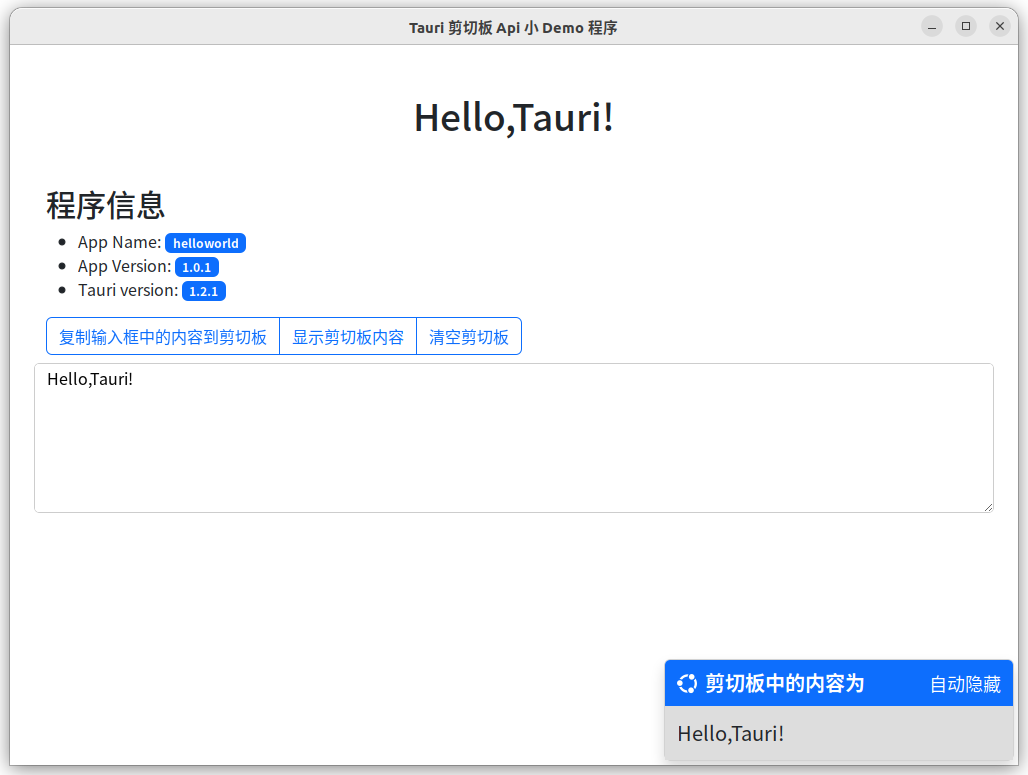 Tauri 剪切板 Api 小 Demo 程序
Hello,Tauri!
程序信息
App Name: helloworld
App Version: 1.0.1
Tauri version: 1.2.1
复制输入框中的内容到剪切板 显示剪切板内容 清空剪切板
Hello,Tauri!
剪切板中的内容为 自动隐藏
Hello,Tauri!